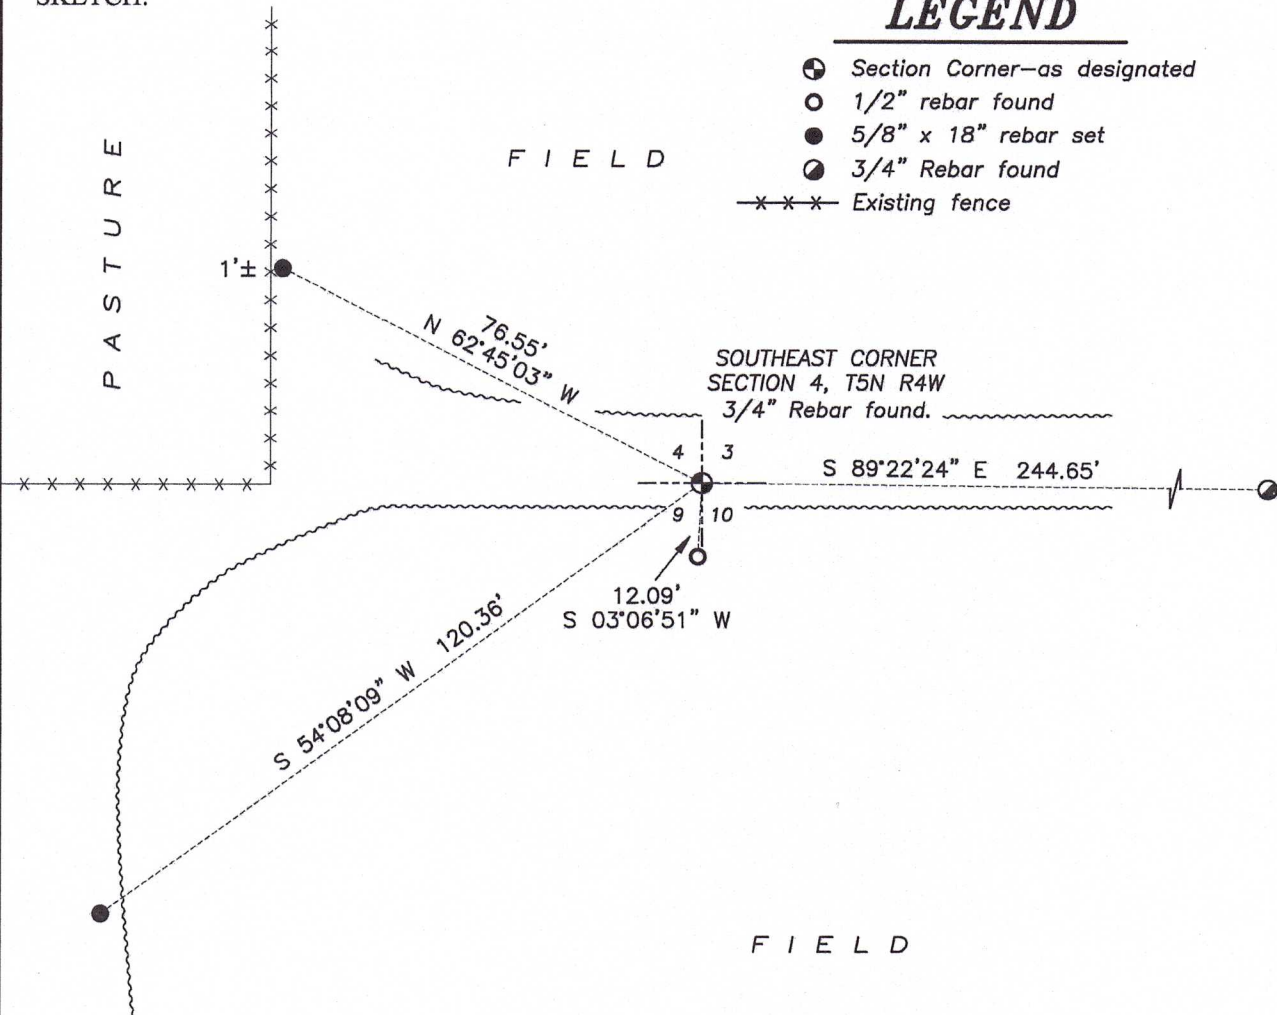 SKETCH:
LEGEND
Section Corner—as designated
1/2" rebar found
5/8" x 18" rebar set
3/4" Rebar found
Existing fence
PASTURE
FIELD
1'±
76.55'
N 62°45'03" W
SOUTHEAST CORNER
SECTION 4, T5N R4W
3/4" Rebar found.
4 3
S 89°22'24" E 244.65'
9 10
12.09'
S 03°06'51" W
S 54°08'09" W 120.36'
FIELD